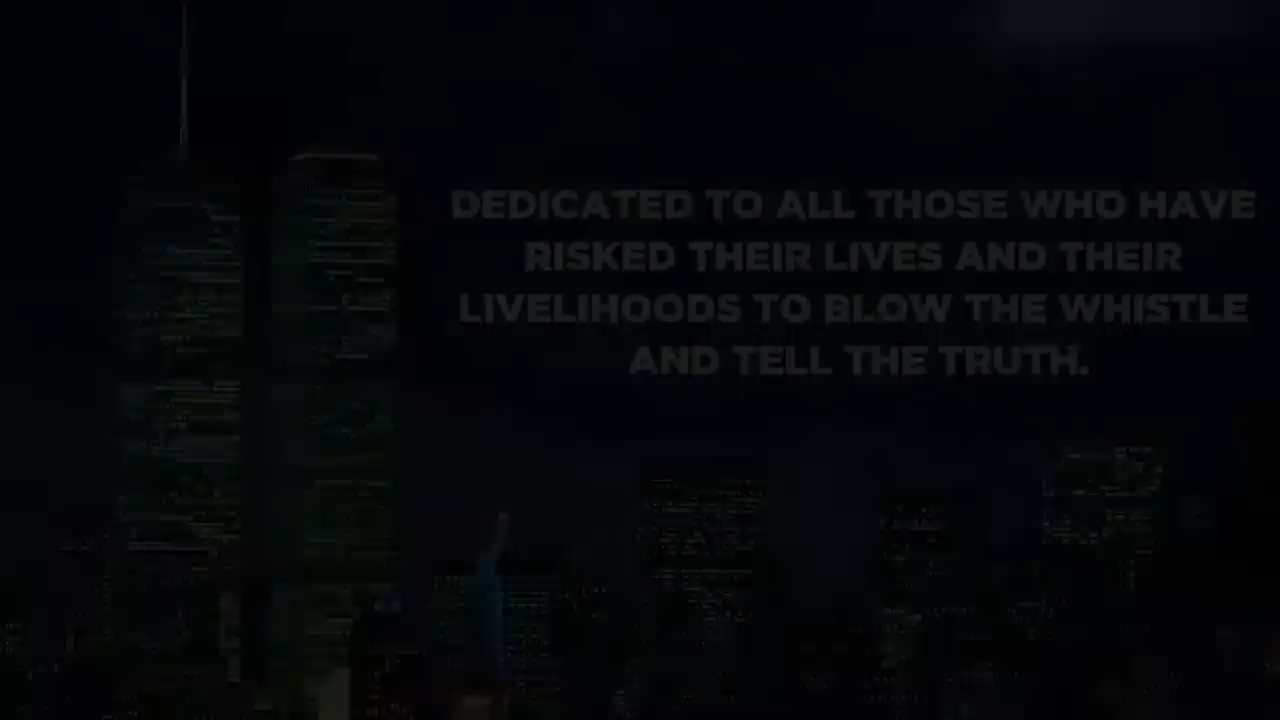 DEDICATED TO ALL THOSE WHO HAVE
RISKED THEIR LIVES AND THEIR
LIVELIHOODS TO BLOW THE WHISTLE
AND TELL THE TRUTH.